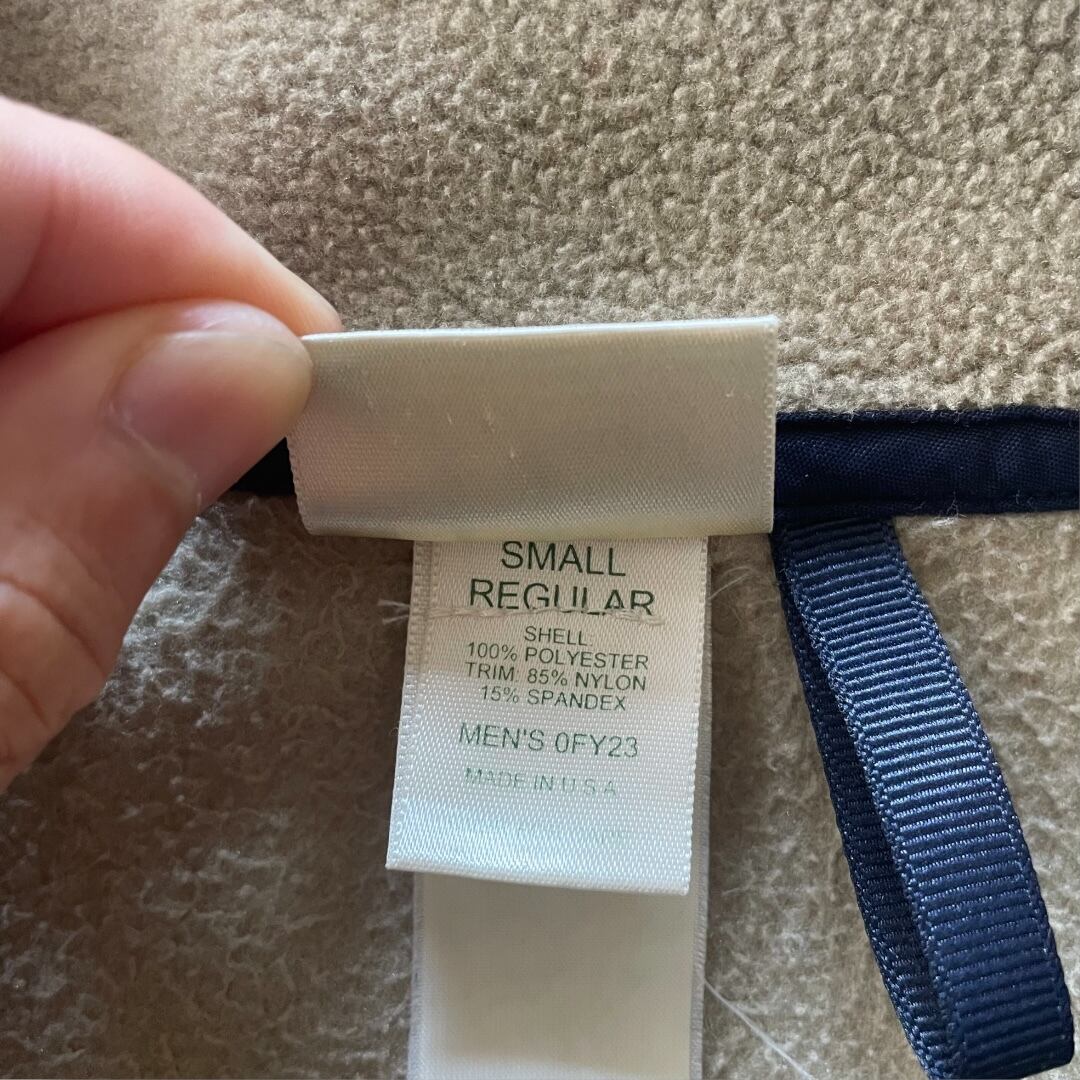 SMALL
REGULAR
SHELL:
100% POLYESTER
TRIM: 85% NYLON
15% SPANDEX
MEN'S 0FY23
MADE IN U.S.A.